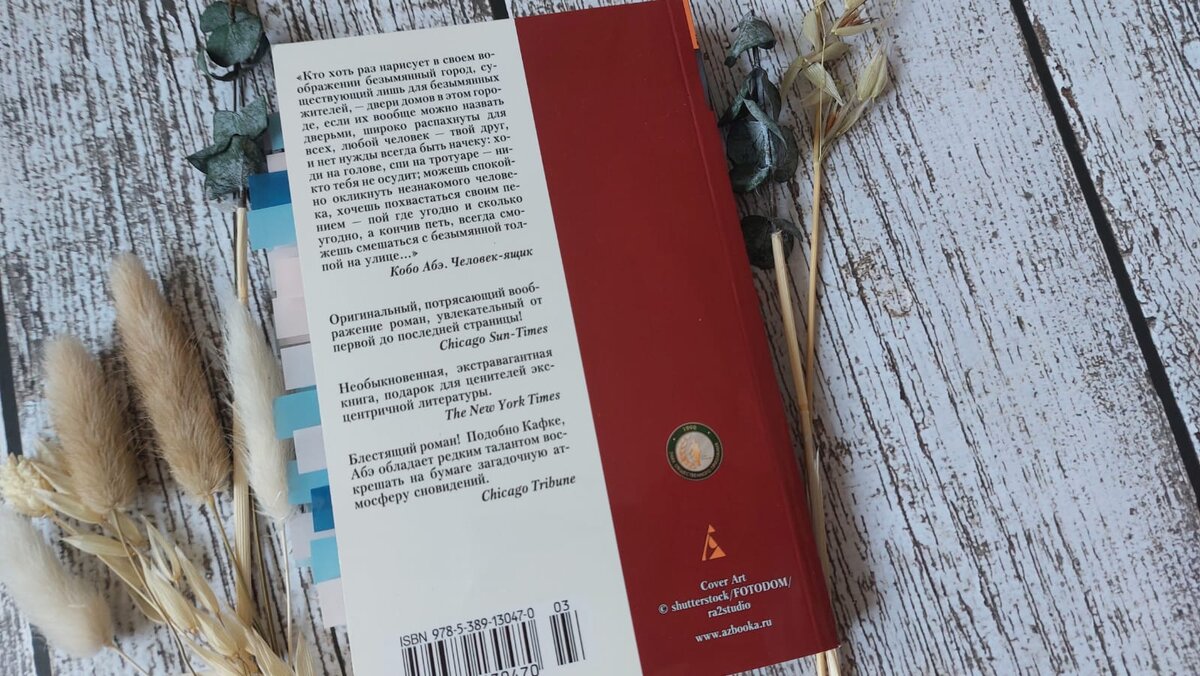 «Кто хоть раз нарисует в своем во-
ображении безымянный город, су-
ществующий лишь для безымянных
жителей, — двери домов в этом горо-
де, если их вообще можно назвать
дверьми, широко распахнуты для
всех, любой человек — твой друг,
и нет нужды всегда быть начеку: хо-
ди на голове, спи на тротуаре — ни-
кто тебя не осудит; можешь спокой-
но окликнуть незнакомого челове-
ка, хочешь похвастаться своим пе-
нием — пой где угодно и сколько
угодно, а кончив петь, всегда смо-
жешь смешаться с безымянной тол-
пой на улице...»
Кобо Абэ. Человек-ящик
Оригинальный, потрясающий вооб-
ражение роман, увлекательный от
первой до последней страницы!
Chicago Sun-Times
Необыкновенная, экстравагантная
книга, подарок для ценителей экс-
центричной литературы.
The New York Times
Блестящий роман! Подобно Кафке,
Абэ обладает редким талантом вос-
крешать на бумаге загадочную ат-
мосферу сновидений.
Chicago Tribune
ISBN 978-5-389-13047-0
03
1998
Cover Art
© shutterstock/FOTODOM/
ra2studio
www.azbooka.ru